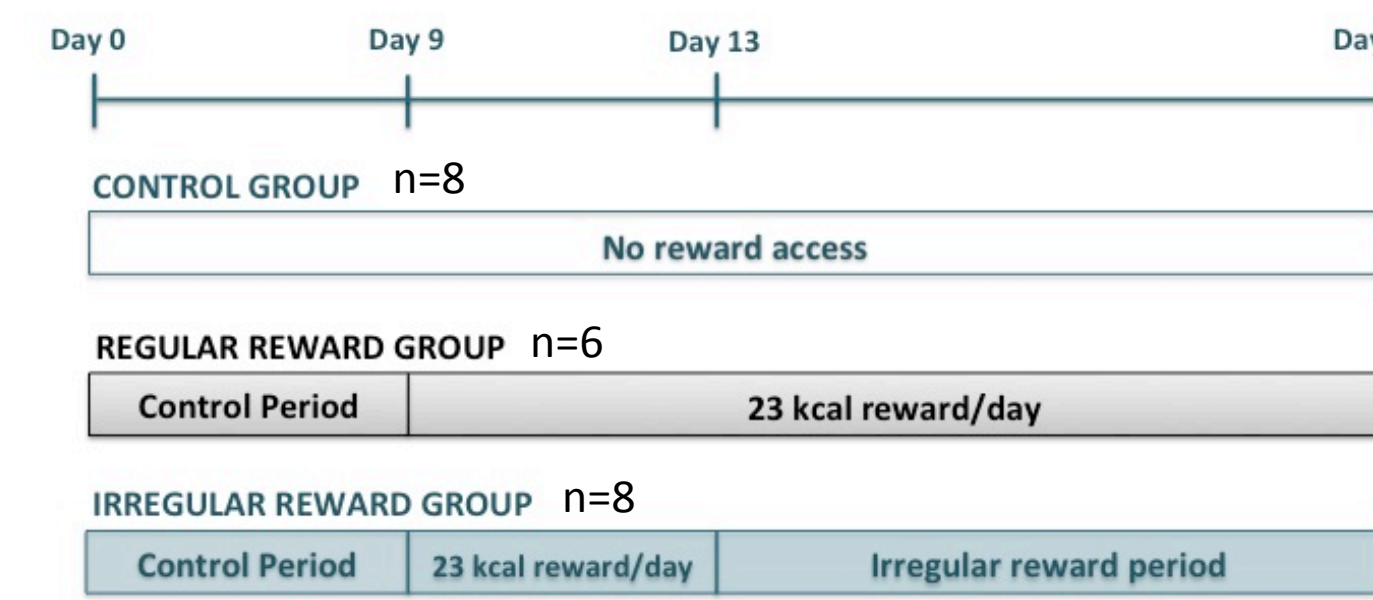 Day 0 Day 9 Day 13
CONTROL GROUP n=8
No reward access
REGULAR REWARD GROUP n=6
Control Period 23 kcal reward/day
IRREGULAR REWARD GROUP n=8
Control Period 23 kcal reward/day Irregular reward period